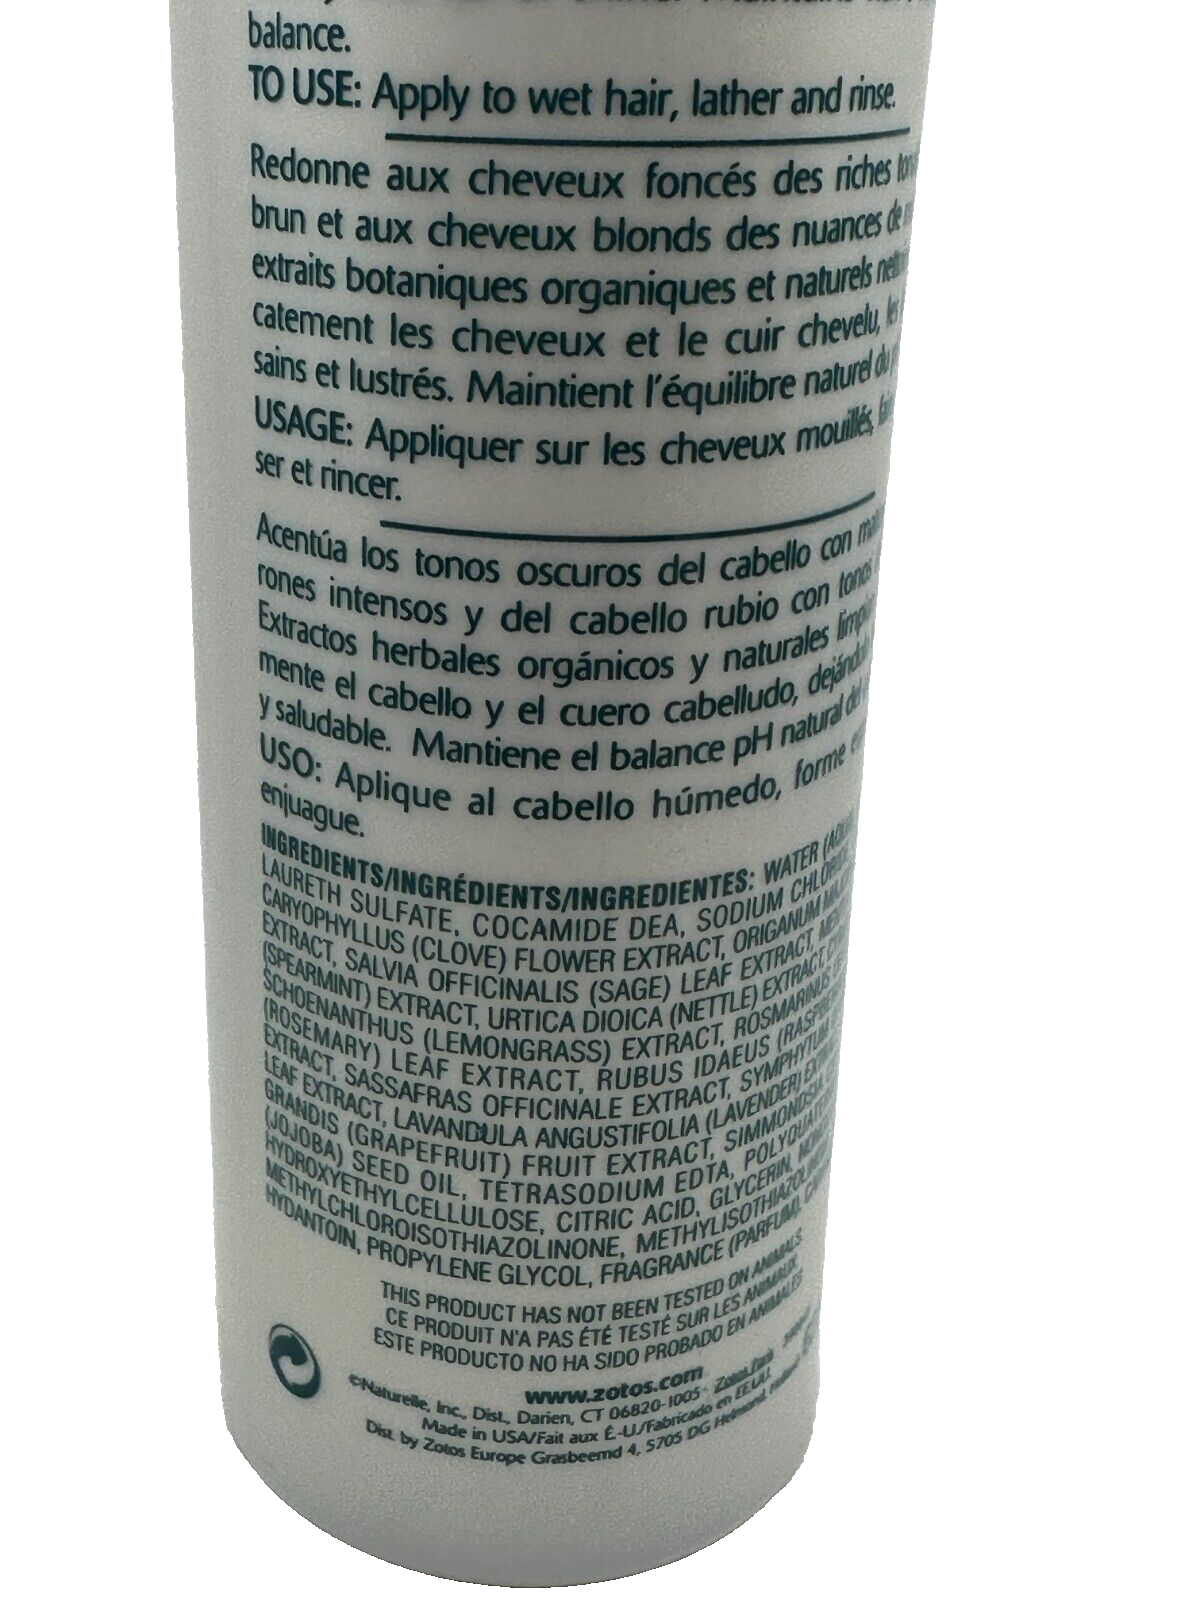 balance.
TO USE: Apply to wet hair, lather and rinse.
Redonne aux cheveux foncés des riches
brun et aux cheveux blonds des nuances de
extraits botaniques organiques et naturels
catement les cheveux et le cuir chevelu,
sains et lustrés. Maintient l'équilibre naturel du
USAGE: Appliquer sur les cheveux mouillés,
ser et rincer.
Acentúa los tonos oscuros del cabello con
rones intensos y del cabello rubio con tonos
Extractos herbales orgánicos y naturales
mente el cabello y el cuero cabelludo,
y saludable. Mantiene el balance pH natural del
USO: Aplique al cabello húmedo, forme
enjuague.
INGREDIENTS/INGRÉDIENTS/INGREDIENTES: WATER
LAURETH SULFATE, COCAMIDE DEA, SODIUM
CARYOPHYLLUS (CLOVE) FLOWER EXTRACT, ORIGANUM
EXTRACT, SALVIA OFFICINALIS (SAGE) LEAF EXTRACT,
(SPEARMINT) EXTRACT, URTICA DIOICA (NETTLE) EXTRACT,
SCHOENANTHUS (LEMONGRASS) EXTRACT, ROSMARINUS
(ROSEMARY) LEAF EXTRACT, RUBUS IDAEUS
EXTRACT, SASSAFRAS OFFICINALE EXTRACT, SYMPHYTUM
LEAF EXTRACT, LAVANDULA ANGUSTIFOLIA (LAVENDER)
GRANDIS (GRAPEFRUIT) FRUIT EXTRACT, SIMMONDSIA
(JOJOBA) SEED OIL, TETRASODIUM EDTA,
HYDROXYETHYLCELLULOSE, CITRIC ACID, GLYCERIN,
METHYLCHLOROISOTHIAZOLINONE, METHYLISOTHIAZOLINONE
HYDANTOIN, PROPYLENE GLYCOL, FRAGRANCE (PARFUM),
THIS PRODUCT HAS NOT BEEN TESTED ON ANIMALS.
CE PRODUIT N'A PAS ÉTÉ TESTÉ SUR LES ANIMAUX.
ESTE PRODUCTO NO HA SIDO PROBADO EN ANIMALES
www.zotos.com
©Naturelle, Inc., Dist., Darien, CT 06820-1005
Made in USA/Fait aux É-U/Fabricado en EE.UU.
Dist. by Zotos Europe Grasbeemd 4, 5705 DG Helmond,